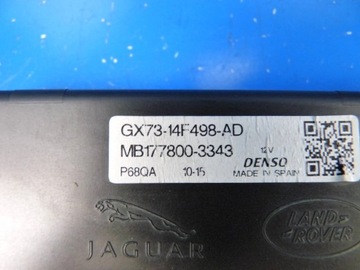 GX73-14F498-AD
MB177800-3343
12V
DENSO
P68QA 10-15 MADE IN SPAIN
JAGUAR
LAND
ROVER